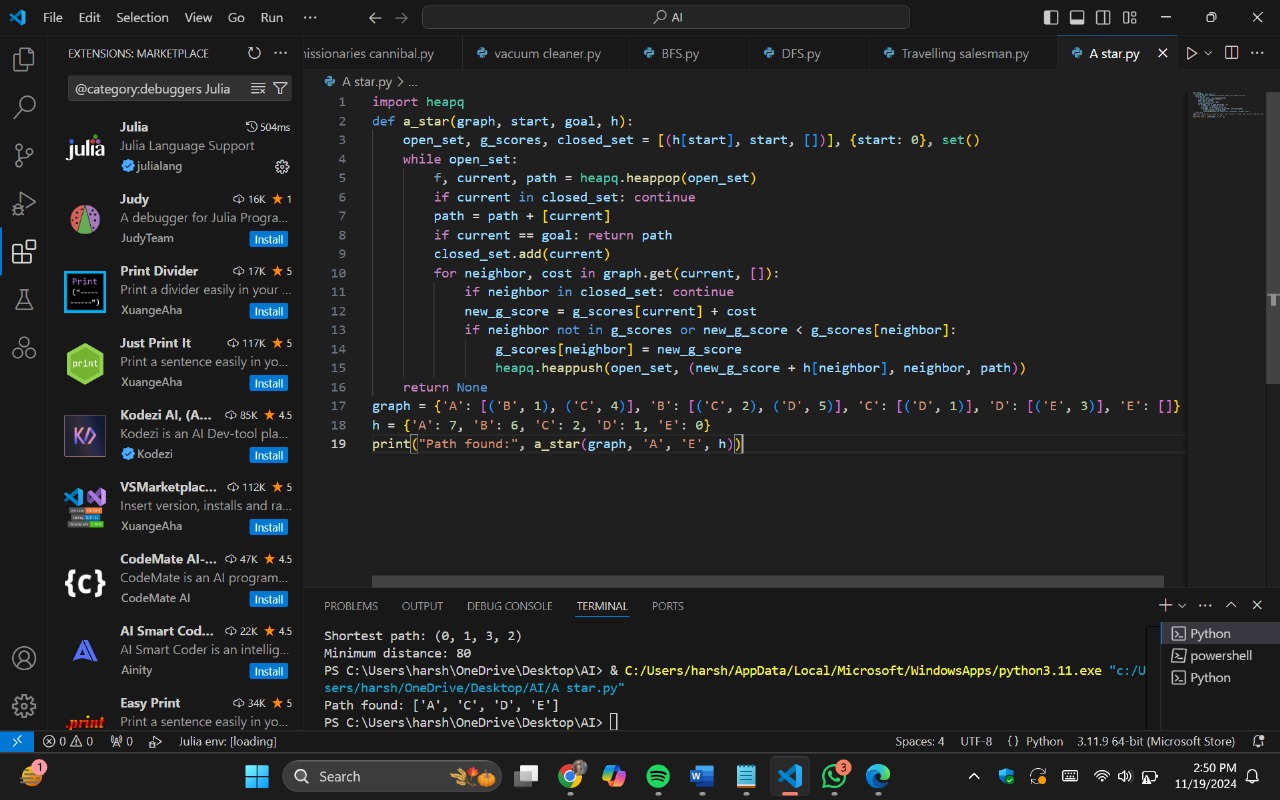 File Edit Selection View Go Run ... AI
EXTENSIONS: MARKETPLACE
@category:debuggers Julia
Julia 504ms
Julia Language Support
julialang
Judy 16K 1
A debugger for Julia Progra...
JudyTeam Install
Print Divider 17K 5
Print a divider easily in your ...
XuangeAha Install
Just Print It 117K 5
Print a sentence easily in yo...
XuangeAha Install
Kodezi AI, (A... 85K 4.5
Kodezi is an AI Dev-tool pla...
Kodezi Install
VSMarketplac... 112K 5
Insert version, installs and ra...
XuangeAha Install
CodeMate AI-... 47K 4.5
CodeMate is an AI program...
CodeMate AI Install
AI Smart Cod... 22K 4.5
AI Smart Coder is an intellig...
Ainity Install
Easy Print 34K 5
Print a sentence easily in yo...
julia
Print
("-----
------")
print
K/>
{C}
.print
issionaries cannibal.py vacuum cleaner.py BFS.py DFS.py Travelling salesman.py A star.py
A star.py > ...
1 import heapq
2 def a_star(graph, start, goal, h):
3 open_set, g_scores, closed_set = [(h[start], start, [])], {start: 0}, set()
4 while open_set:
5 f, current, path = heapq.heappop(open_set)
6 if current in closed_set: continue
7 path = path + [current]
8 if current == goal: return path
9 closed_set.add(current)
10 for neighbor, cost in graph.get(current, []):
11 if neighbor in closed_set: continue
12 new_g_score = g_scores[current] + cost
13 if neighbor not in g_scores or new_g_score < g_scores[neighbor]:
14 g_scores[neighbor] = new_g_score
15 heapq.heappush(open_set, (new_g_score + h[neighbor], neighbor, path))
16 return None
17 graph = {'A': [('B', 1), ('C', 4)], 'B': [('C', 2), ('D', 5)], 'C': [('D', 1)], 'D': [('E', 3)], 'E': []}
18 h = {'A': 7, 'B': 6, 'C': 2, 'D': 1, 'E': 0}
19 print("Path found:", a_star(graph, 'A', 'E', h))
PROBLEMS OUTPUT DEBUG CONSOLE TERMINAL PORTS
Shortest path: (0, 1, 3, 2)
Minimum distance: 80
PS C:\Users\harsh\OneDrive\Desktop\AI> & C:/Users/harsh/AppData/Local/Microsoft/WindowsApps/python3.11.exe "c:/U
sers/harsh/OneDrive/Desktop/AI/A star.py"
Path found: ['A', 'C', 'D', 'E']
PS C:\Users\harsh\OneDrive\Desktop\AI>
Python
powershell
Python
0 0 0 Julia env: [loading] Spaces: 4 UTF-8 {} Python 3.11.9 64-bit (Microsoft Store)
1 Search 3 2:50 PM
11/19/2024